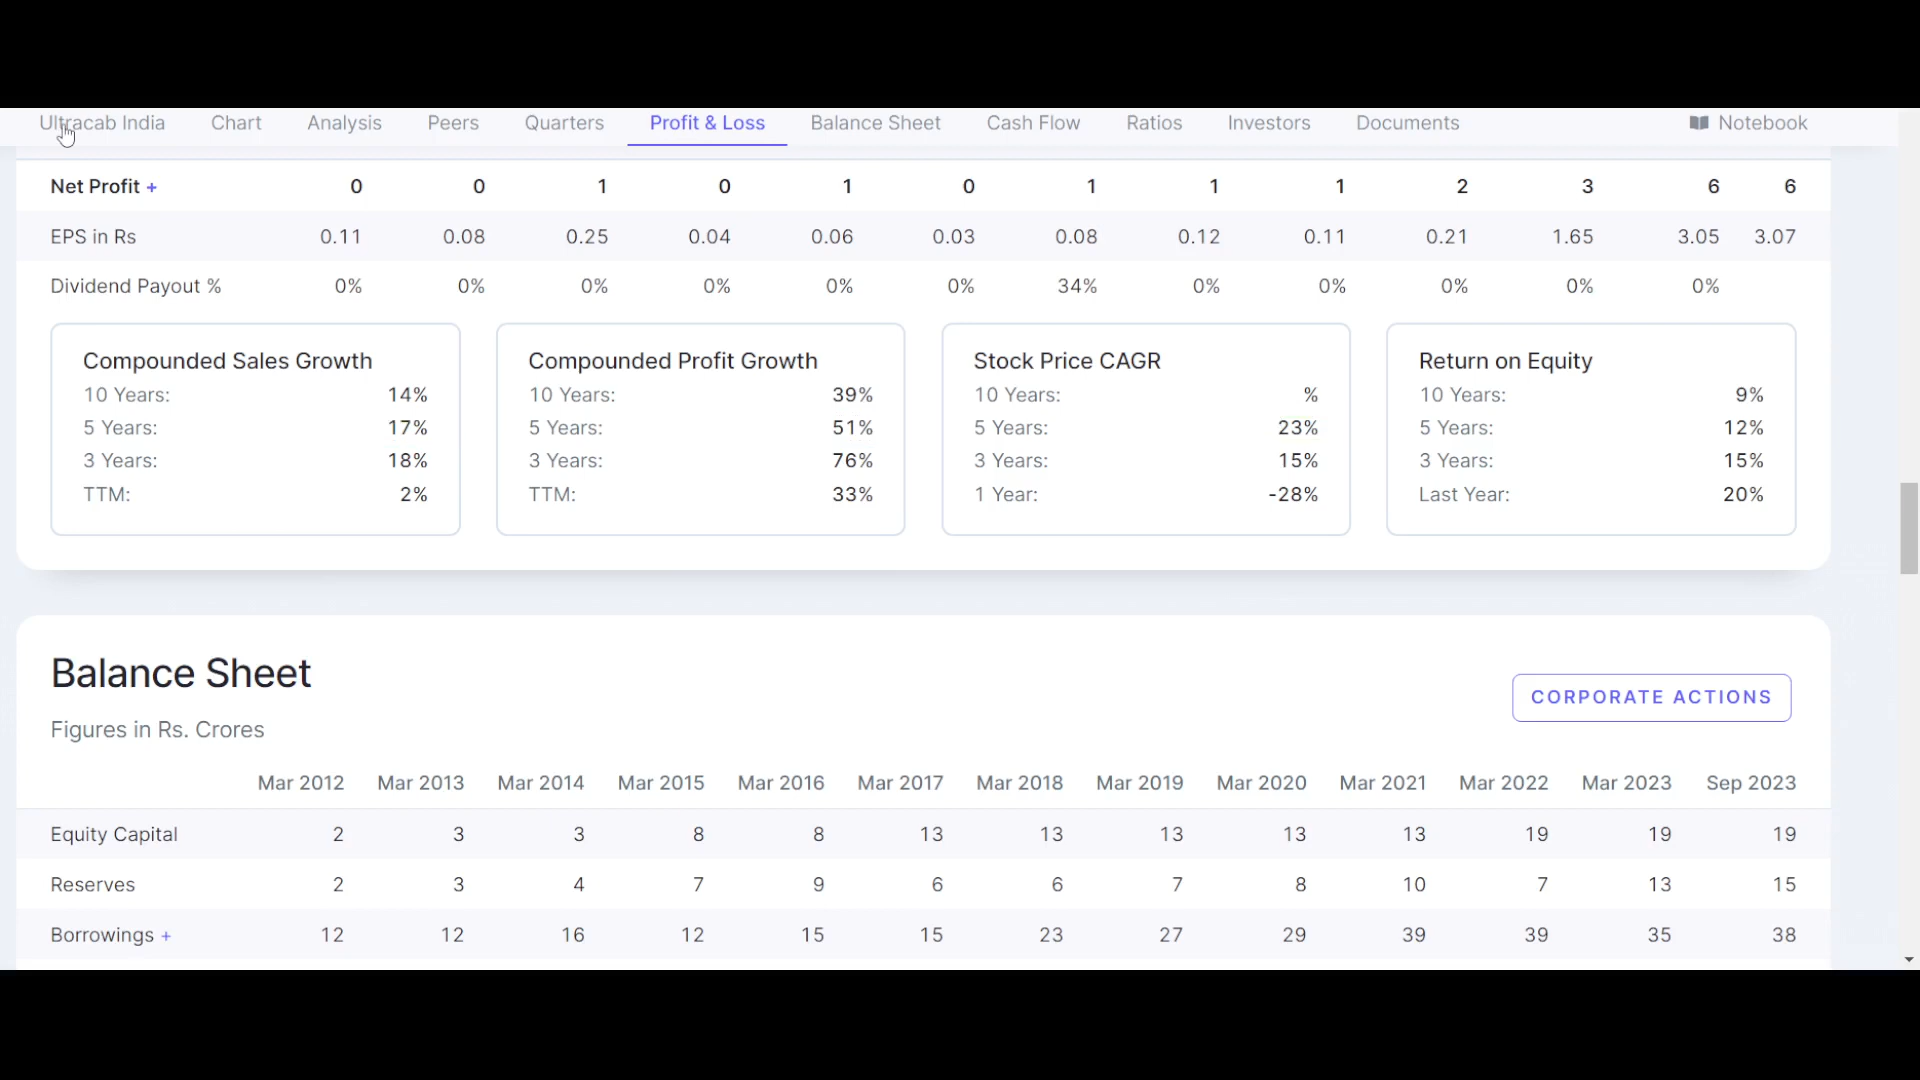 Ultracab India Chart Analysis Peers Quarters Profit & Loss Balance Sheet Cash Flow Ratios Investors Documents Notebook
Net Profit + 0 0 1 0 1 0 1 1 1 2 3 6 6
EPS in Rs 0.11 0.08 0.25 0.04 0.06 0.03 0.08 0.12 0.11 0.21 1.65 3.05 3.07
Dividend Payout % 0% 0% 0% 0% 0% 0% 34% 0% 0% 0% 0% 0%
Compounded Sales Growth
10 Years: 14%
5 Years: 17%
3 Years: 18%
TTM: 2%
Compounded Profit Growth
10 Years: 39%
5 Years: 51%
3 Years: 76%
TTM: 33%
Stock Price CAGR
10 Years: %
5 Years: 23%
3 Years: 15%
1 Year: -28%
Return on Equity
10 Years: 9%
5 Years: 12%
3 Years: 15%
Last Year: 20%
Balance Sheet
CORPORATE ACTIONS
Figures in Rs. Crores
Mar 2012 Mar 2013 Mar 2014 Mar 2015 Mar 2016 Mar 2017 Mar 2018 Mar 2019 Mar 2020 Mar 2021 Mar 2022 Mar 2023 Sep 2023
Equity Capital 2 3 3 8 8 13 13 13 13 13 19 19 19
Reserves 2 3 4 7 9 6 6 7 8 10 7 13 15
Borrowings + 12 12 16 12 15 15 23 27 29 39 39 35 38